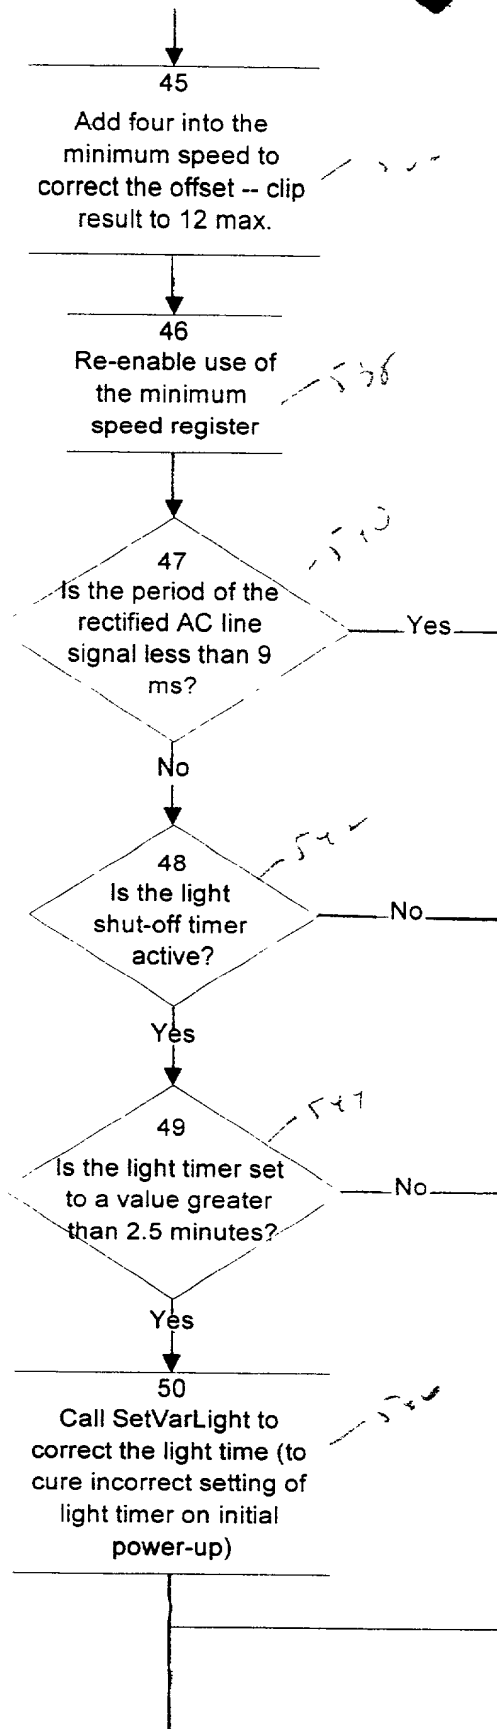 45
Add four into the
minimum speed to
correct the offset -- clip
result to 12 max.
46
Re-enable use of
the minimum
speed register
47
Is the period of the
rectified AC line
signal less than 9
ms?
Yes
No
48
Is the light
shut-off timer
active?
No
Yes
49
Is the light timer set
to a value greater
than 2.5 minutes?
No
Yes
50
Call SetVarLight to
correct the light time (to
cure incorrect setting of
light timer on initial
power-up)